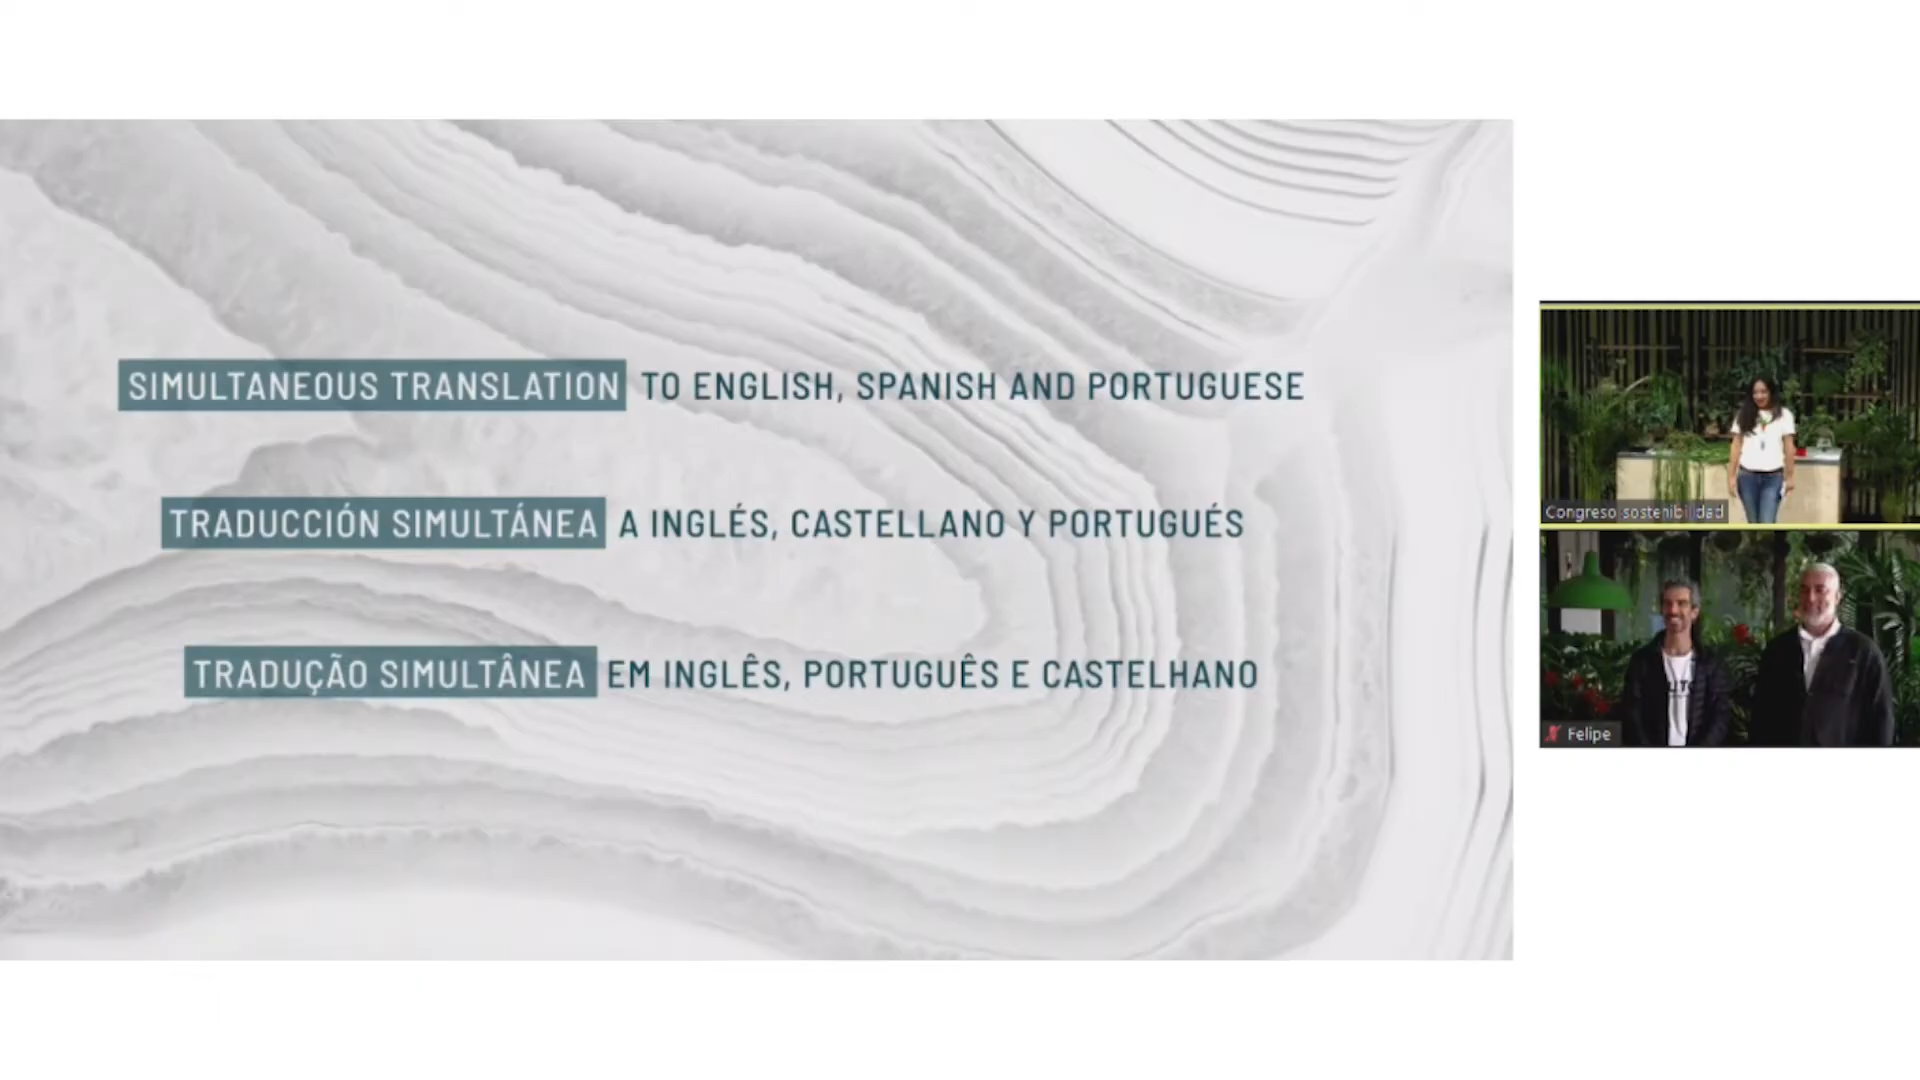 SIMULTANEOUS TRANSLATION TO ENGLISH, SPANISH AND PORTUGUESE
TRADUCCIÓN SIMULTÁNEA A INGLÉS, CASTELLANO Y PORTUGUÉS
TRADUÇÃO SIMULTÂNEA EM INGLÊS, PORTUGUÊS E CASTELHANO
Congreso sostenibilidad
Felipe